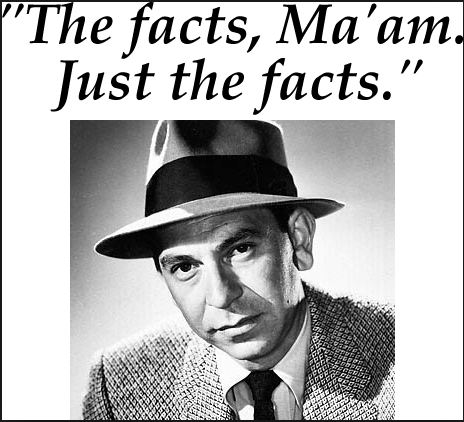 "The facts, Ma'am.
Just the facts."